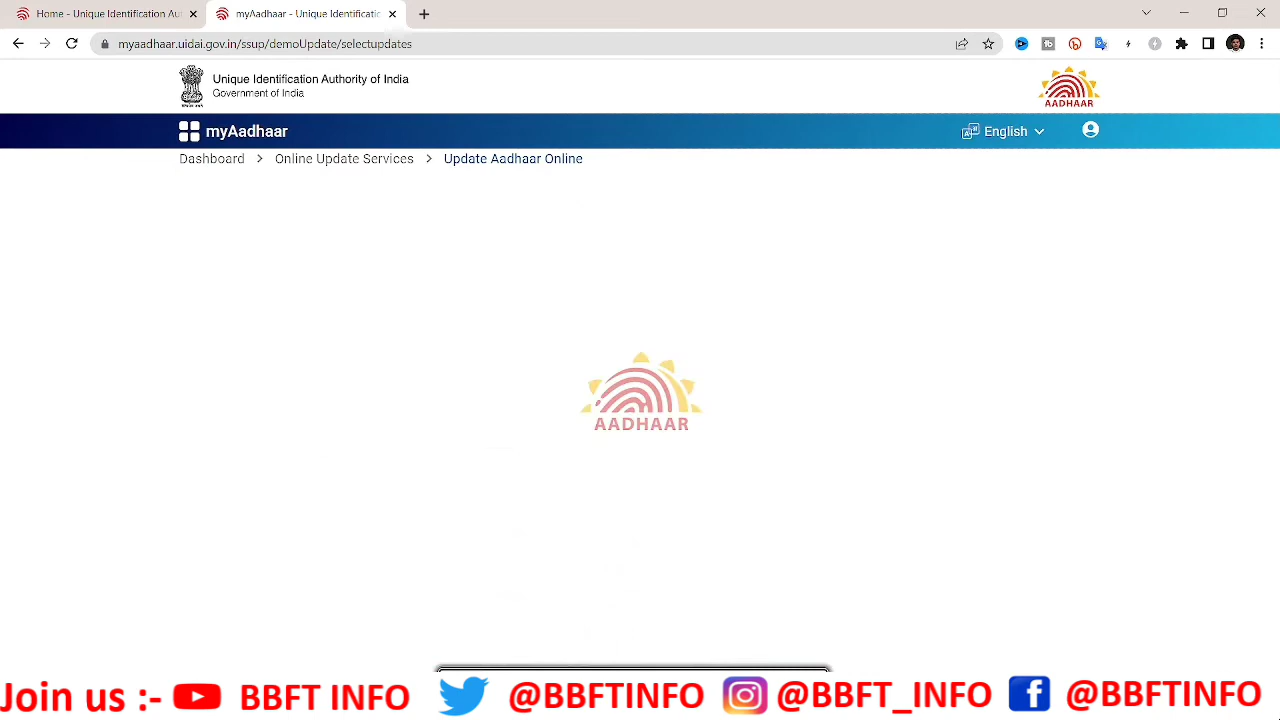 Home - Unique Identification Au
myAadhaar - Unique Identificatio
myaadhaar.uidai.gov.in/ssup/demoUpdate/selectupdates
Unique Identification Authority of India
Government of India
AADHAAR
myAadhaar
English
Dashboard > Online Update Services > Update Aadhaar Online
AADHAAR
Join us :- BBFT INFO @BBFTINFO @BBFT_INFO @BBFTINFO